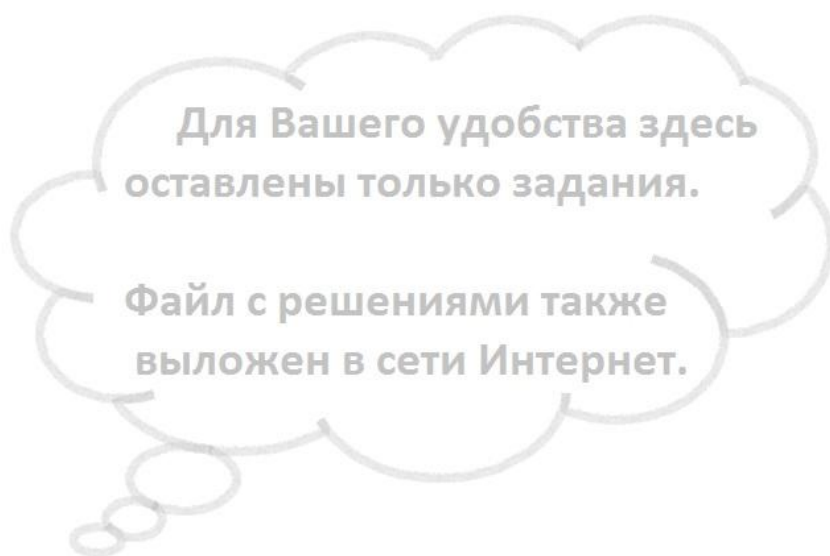 Для Вашего удобства здесь
оставлены только задания.
Файл с решениями также
выложен в сети Интернет.